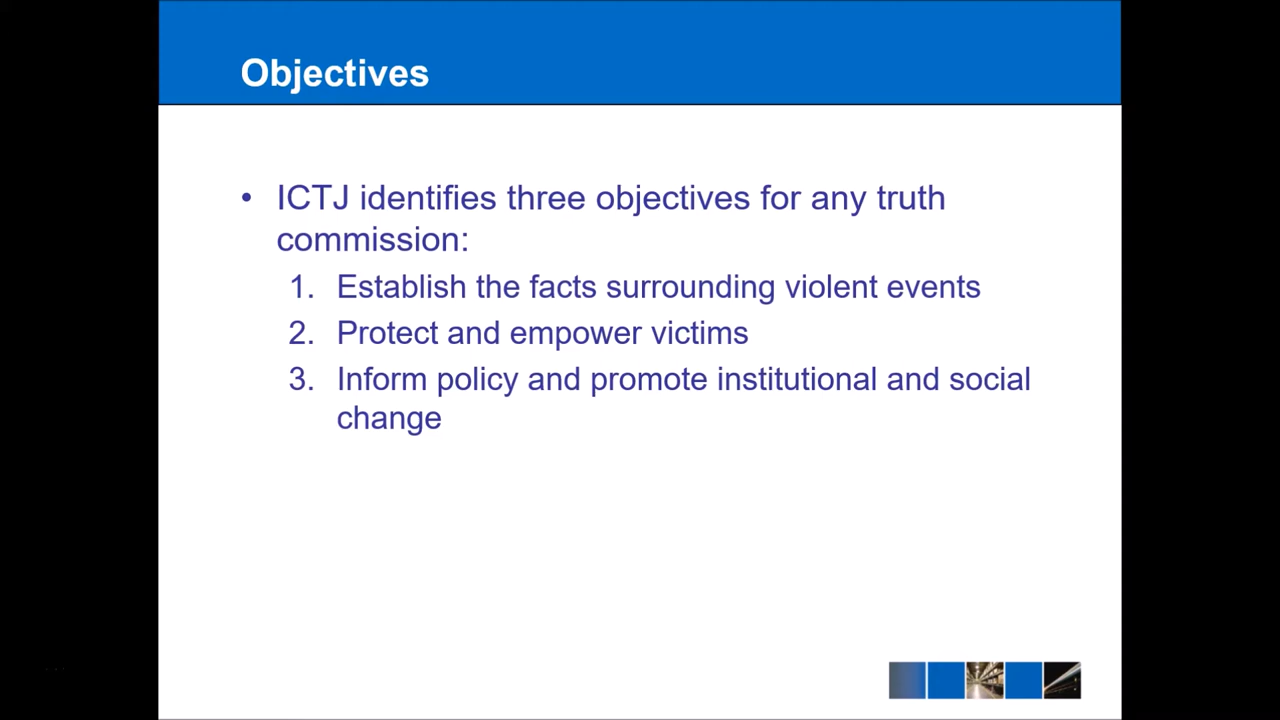 Objectives
• ICTJ identifies three objectives for any truth
commission:
1. Establish the facts surrounding violent events
2. Protect and empower victims
3. Inform policy and promote institutional and social
change